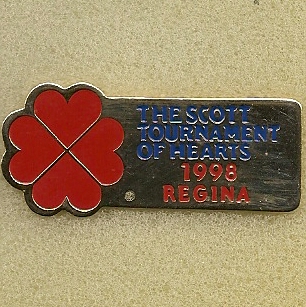 THE SCOTT
TOURNAMENT
OF HEARTS
1998
REGINA